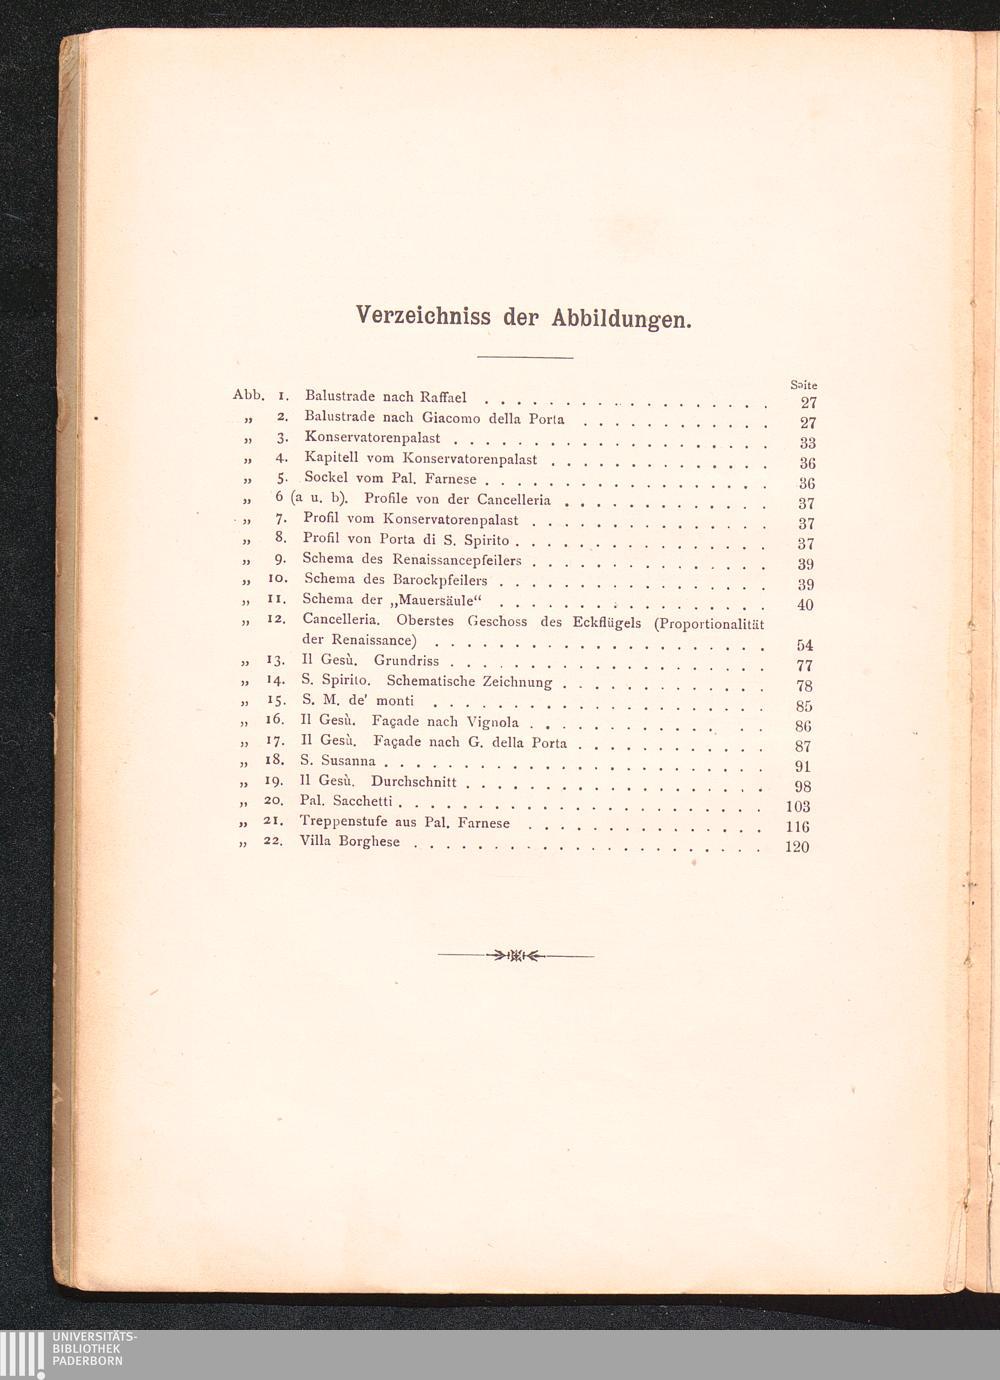 Verzeichniss der Abbildungen.
Seite
Abb. 1. Balustrade nach Raffael . . . . . . . . . . . . . . . . . . 27
„ 2. Balustrade nach Giacomo della Porta . . . . . . . . . . . . 27
„ 3. Konservatorenpalast . . . . . . . . . . . . . . . . . . . . 33
„ 4. Kapitell vom Konservatorenpalast . . . . . . . . . . . . . . 36
„ 5. Sockel vom Pal. Farnese . . . . . . . . . . . . . . . . . . 36
„ 6 (a u. b). Profile von der Cancelleria . . . . . . . . . . . . . 37
„ 7. Profil vom Konservatorenpalast . . . . . . . . . . . . . . . 37
„ 8. Profil von Porta di S. Spirito . . . . . . . . . . . . . . . . 37
„ 9. Schema des Renaissancepfeilers . . . . . . . . . . . . . . . 39
„ 10. Schema des Barockpfeilers . . . . . . . . . . . . . . . . . 39
„ 11. Schema der „Mauersäule“ . . . . . . . . . . . . . . . . . 40
„ 12. Cancelleria. Oberstes Geschoss des Eckflügels (Proportionalität
der Renaissance) . . . . . . . . . . . . . . . . . . . . . 54
„ 13. Il Gesù. Grundriss . . . . . . . . . . . . . . . . . . . . 77
„ 14. S. Spirito. Schematische Zeichnung . . . . . . . . . . . . . 78
„ 15. S. M. de' monti . . . . . . . . . . . . . . . . . . . . . 85
„ 16. Il Gesù. Façade nach Vignola . . . . . . . . . . . . . . . 86
„ 17. Il Gesù. Façade nach G. della Porta . . . . . . . . . . . . 87
„ 18. S. Susanna . . . . . . . . . . . . . . . . . . . . . . . . 91
„ 19. Il Gesù. Durchschnitt . . . . . . . . . . . . . . . . . . . 98
„ 20. Pal. Sacchetti . . . . . . . . . . . . . . . . . . . . . . . 103
„ 21. Treppenstufe aus Pal. Farnese . . . . . . . . . . . . . . . 116
„ 22. Villa Borghese . . . . . . . . . . . . . . . . . . . . . . 120
UNIVERSITÄTS-
BIBLIOTHEK
PADERBORN